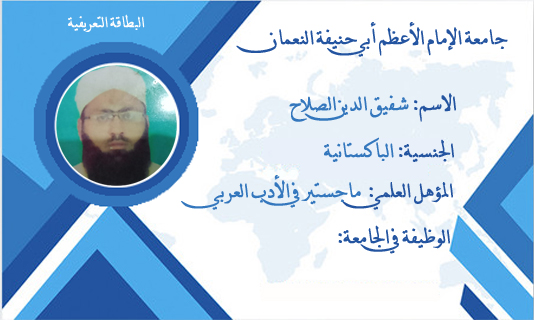 البطاقة التعريفية
جامعة الإمام الأعظم أبي حنيفة النعمان
الاسم: شفيق الدين الصلاح
الجنسية: الباكستانية
المؤهل العلمي: ماجستير في الأدب العربي
الوظيفة في الجامعة: